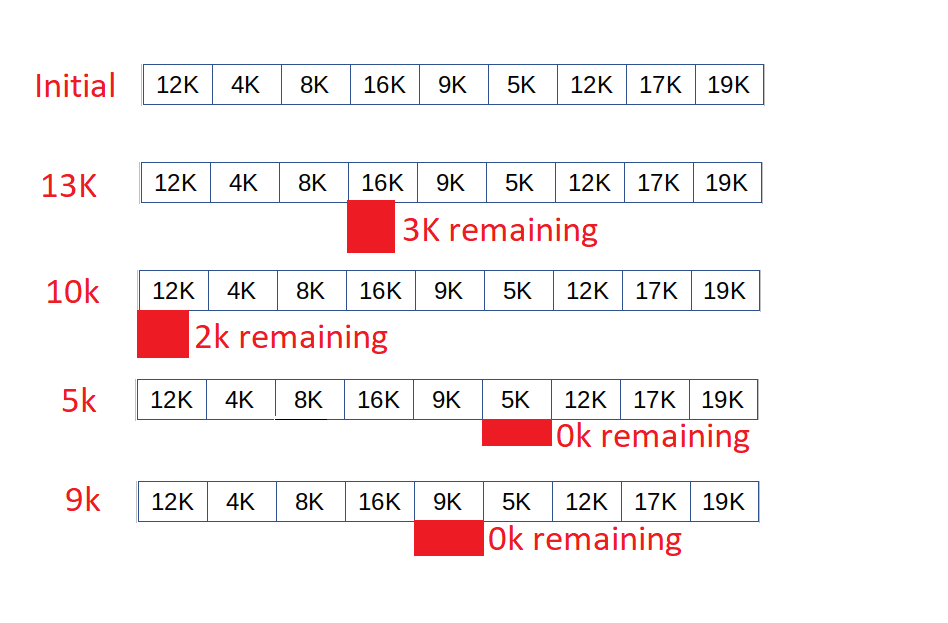 Initial 12K 4K 8K 16K 9K 5K 12K 17K 19K
13K 12K 4K 8K 16K 9K 5K 12K 17K 19K
3K remaining
10k 12K 4K 8K 16K 9K 5K 12K 17K 19K
2k remaining
5k 12K 4K 8K 16K 9K 5K 12K 17K 19K
0k remaining
9k 12K 4K 8K 16K 9K 5K 12K 17K 19K
0k remaining